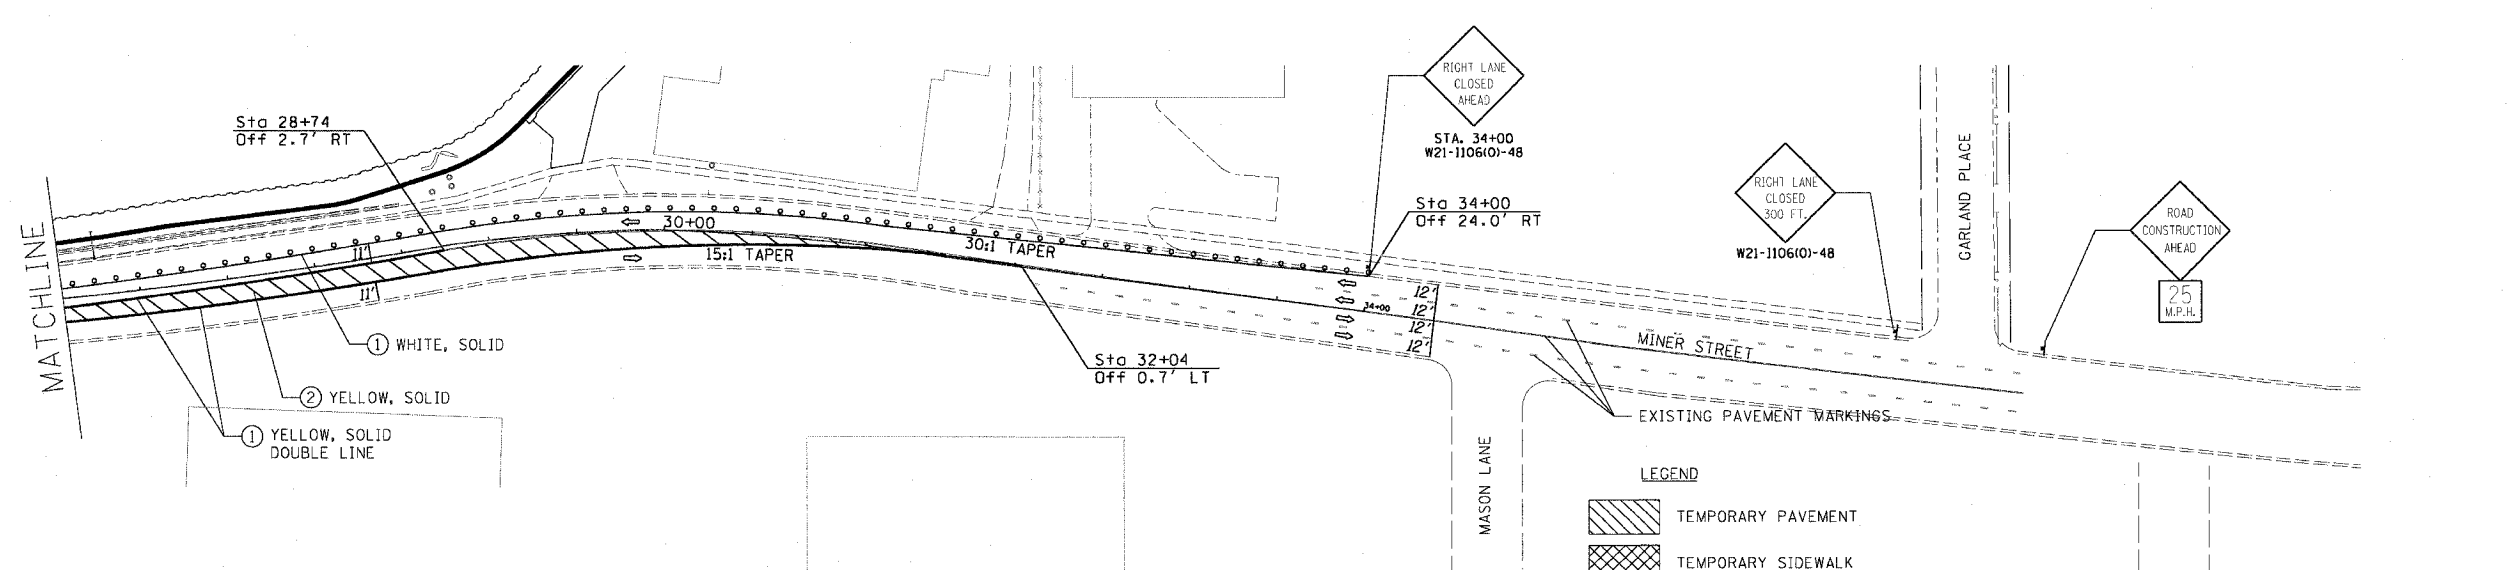 RIGHT LANE
CLOSED
AHEAD
STA. 34+00
W21-1106(0)-48
Sta 28+74
Off 2.7' RT
MATCHLINE
11'
11'
30+00
15:1 TAPER
30:1 TAPER
Sta 34+00
Off 24.0' RT
RIGHT LANE
CLOSED
300 FT.
W21-1106(0)-48
GARLAND PLACE
ROAD
CONSTRUCTION
AHEAD
25
M.P.H.
12'
12'
12'
12'
34+00
MINER STREET
1 WHITE, SOLID
2 YELLOW, SOLID
1 YELLOW, SOLID
DOUBLE LINE
Sta 32+04
Off 0.7' LT
EXISTING PAVEMENT MARKINGS
MASON LANE
LEGEND
TEMPORARY PAVEMENT
TEMPORARY SIDEWALK